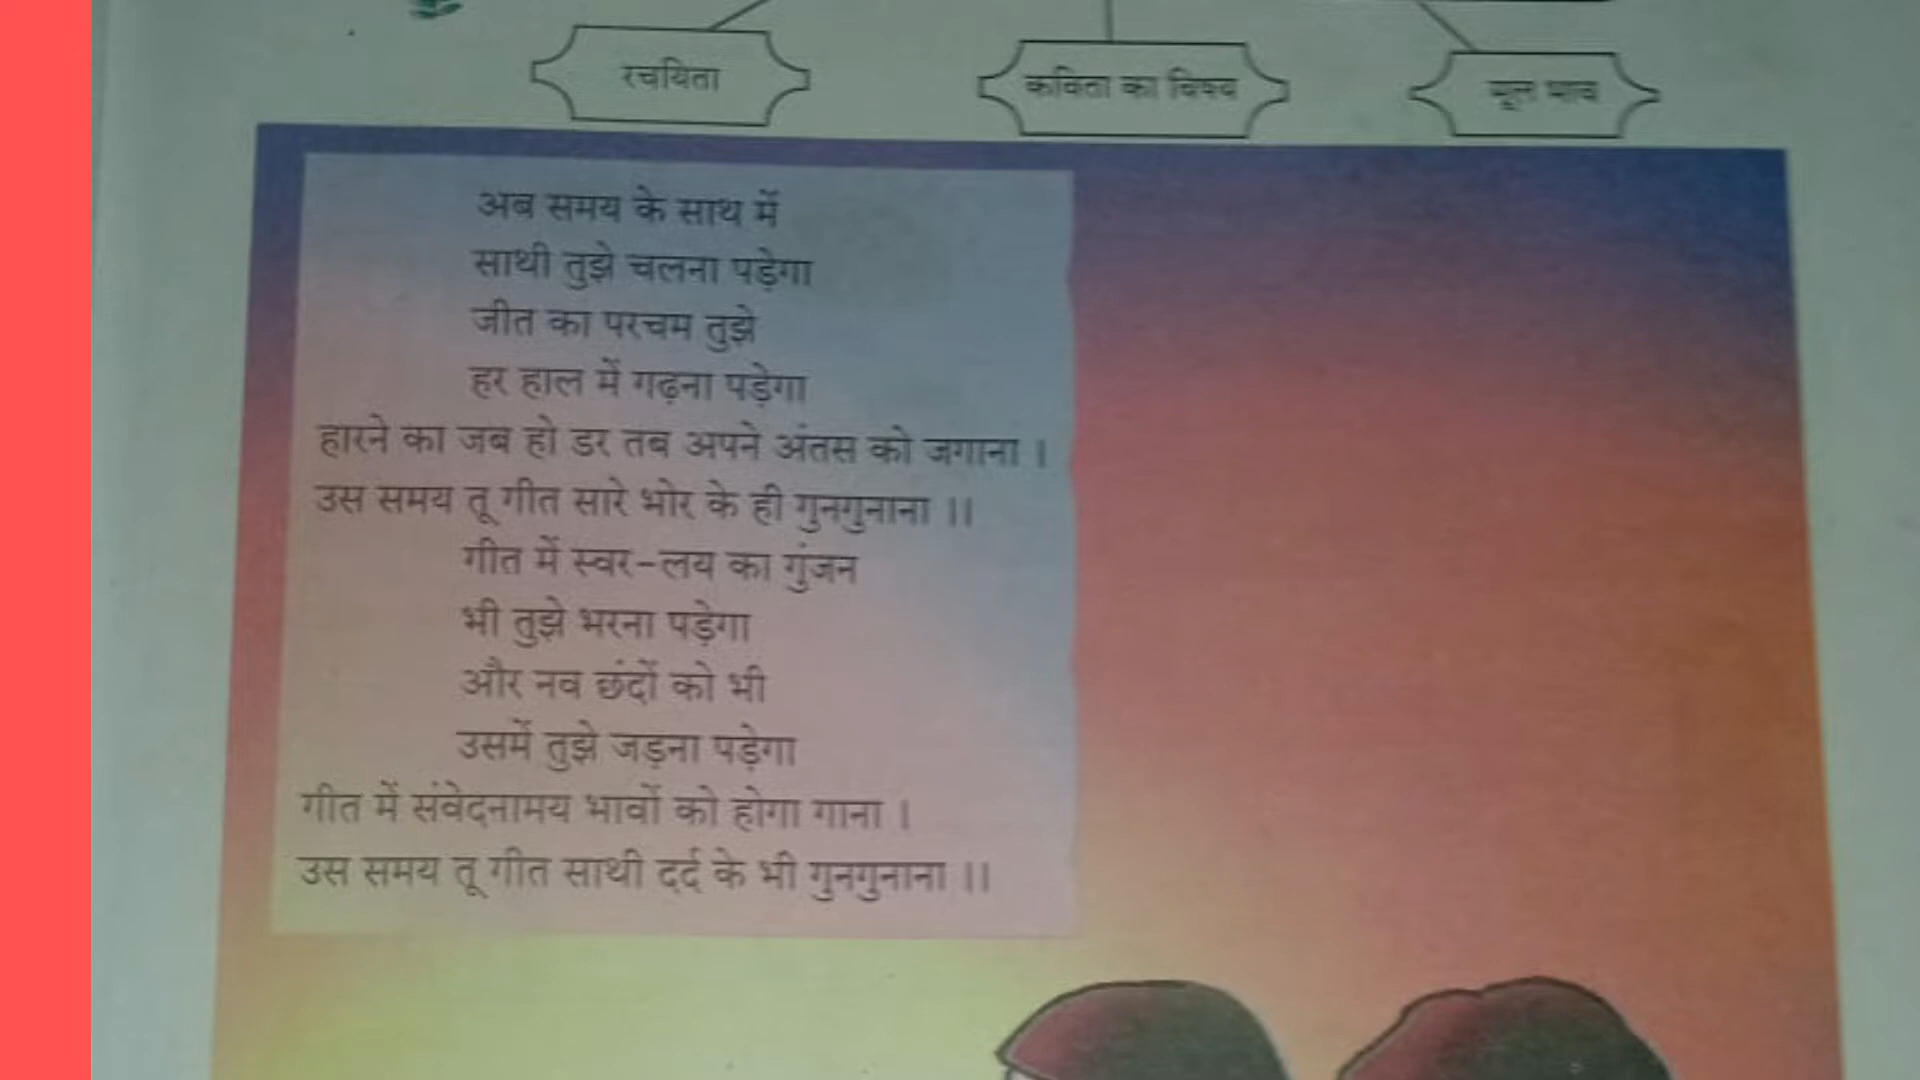 रचयिता
कविता का विषय
मूल भाव
अब समय के साथ में
साथी तुझे चलना पड़ेगा
जीत का परचम तुझे
हर हाल में गढ़ना पड़ेगा
हारने का जब हो डर तब अपने अंतस को जगाना ।
उस समय तू गीत सारे भोर के ही गुनगुनाना ।।
गीत में स्वर-लय का गुंजन
भी तुझे भरना पड़ेगा
और नव छंदों को भी
उसमें तुझे जड़ना पड़ेगा
गीत में संवेदनामय भावों को होगा गाना ।
उस समय तू गीत साथी दर्द के भी गुनगुनाना ।।